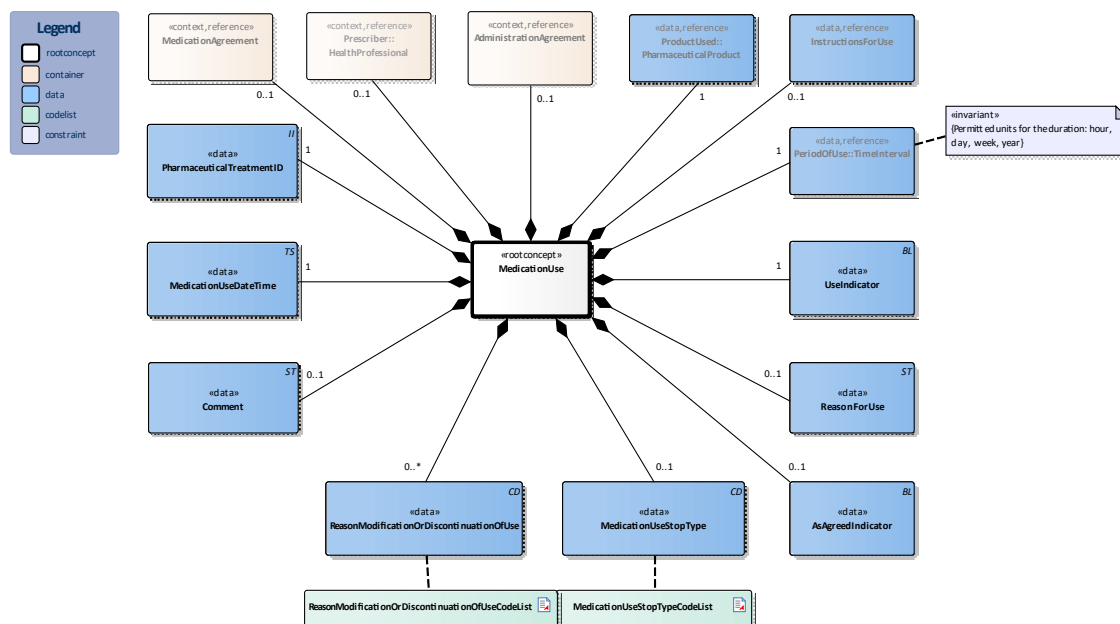 Legend
rootconcept
container
data
codelist
constraint
«context,reference»
MedicationAgreement
«context,reference»
Prescriber::
HealthProfessional
«context,reference»
AdministrationAgreement
«data,reference»
ProductUsed::
PharmaceuticalProduct
«data,reference»
InstructionsForUse
0..1
0..1
0..1
1
0..1
«invariant»
{Permitted units for the duration: hour,
day, week, year}
II
«data»
PharmaceuticalTreatmentID
1
«data,reference»
PeriodOfUse::TimeInterval
1
TS
«data»
MedicationUseDateTime
1
«rootconcept»
MedicationUse
BL
«data»
UseIndicator
1
ST
«data»
Comment
0..1
ST
«data»
ReasonForUse
0..1
0..*
0..1
0..1
CD
«data»
ReasonModificationOrDiscontinuationOfUse
CD
«data»
MedicationUseStopType
BL
«data»
AsAgreedIndicator
ReasonModificationOrDiscontinuationOfUseCodeList
MedicationUseStopTypeCodeList